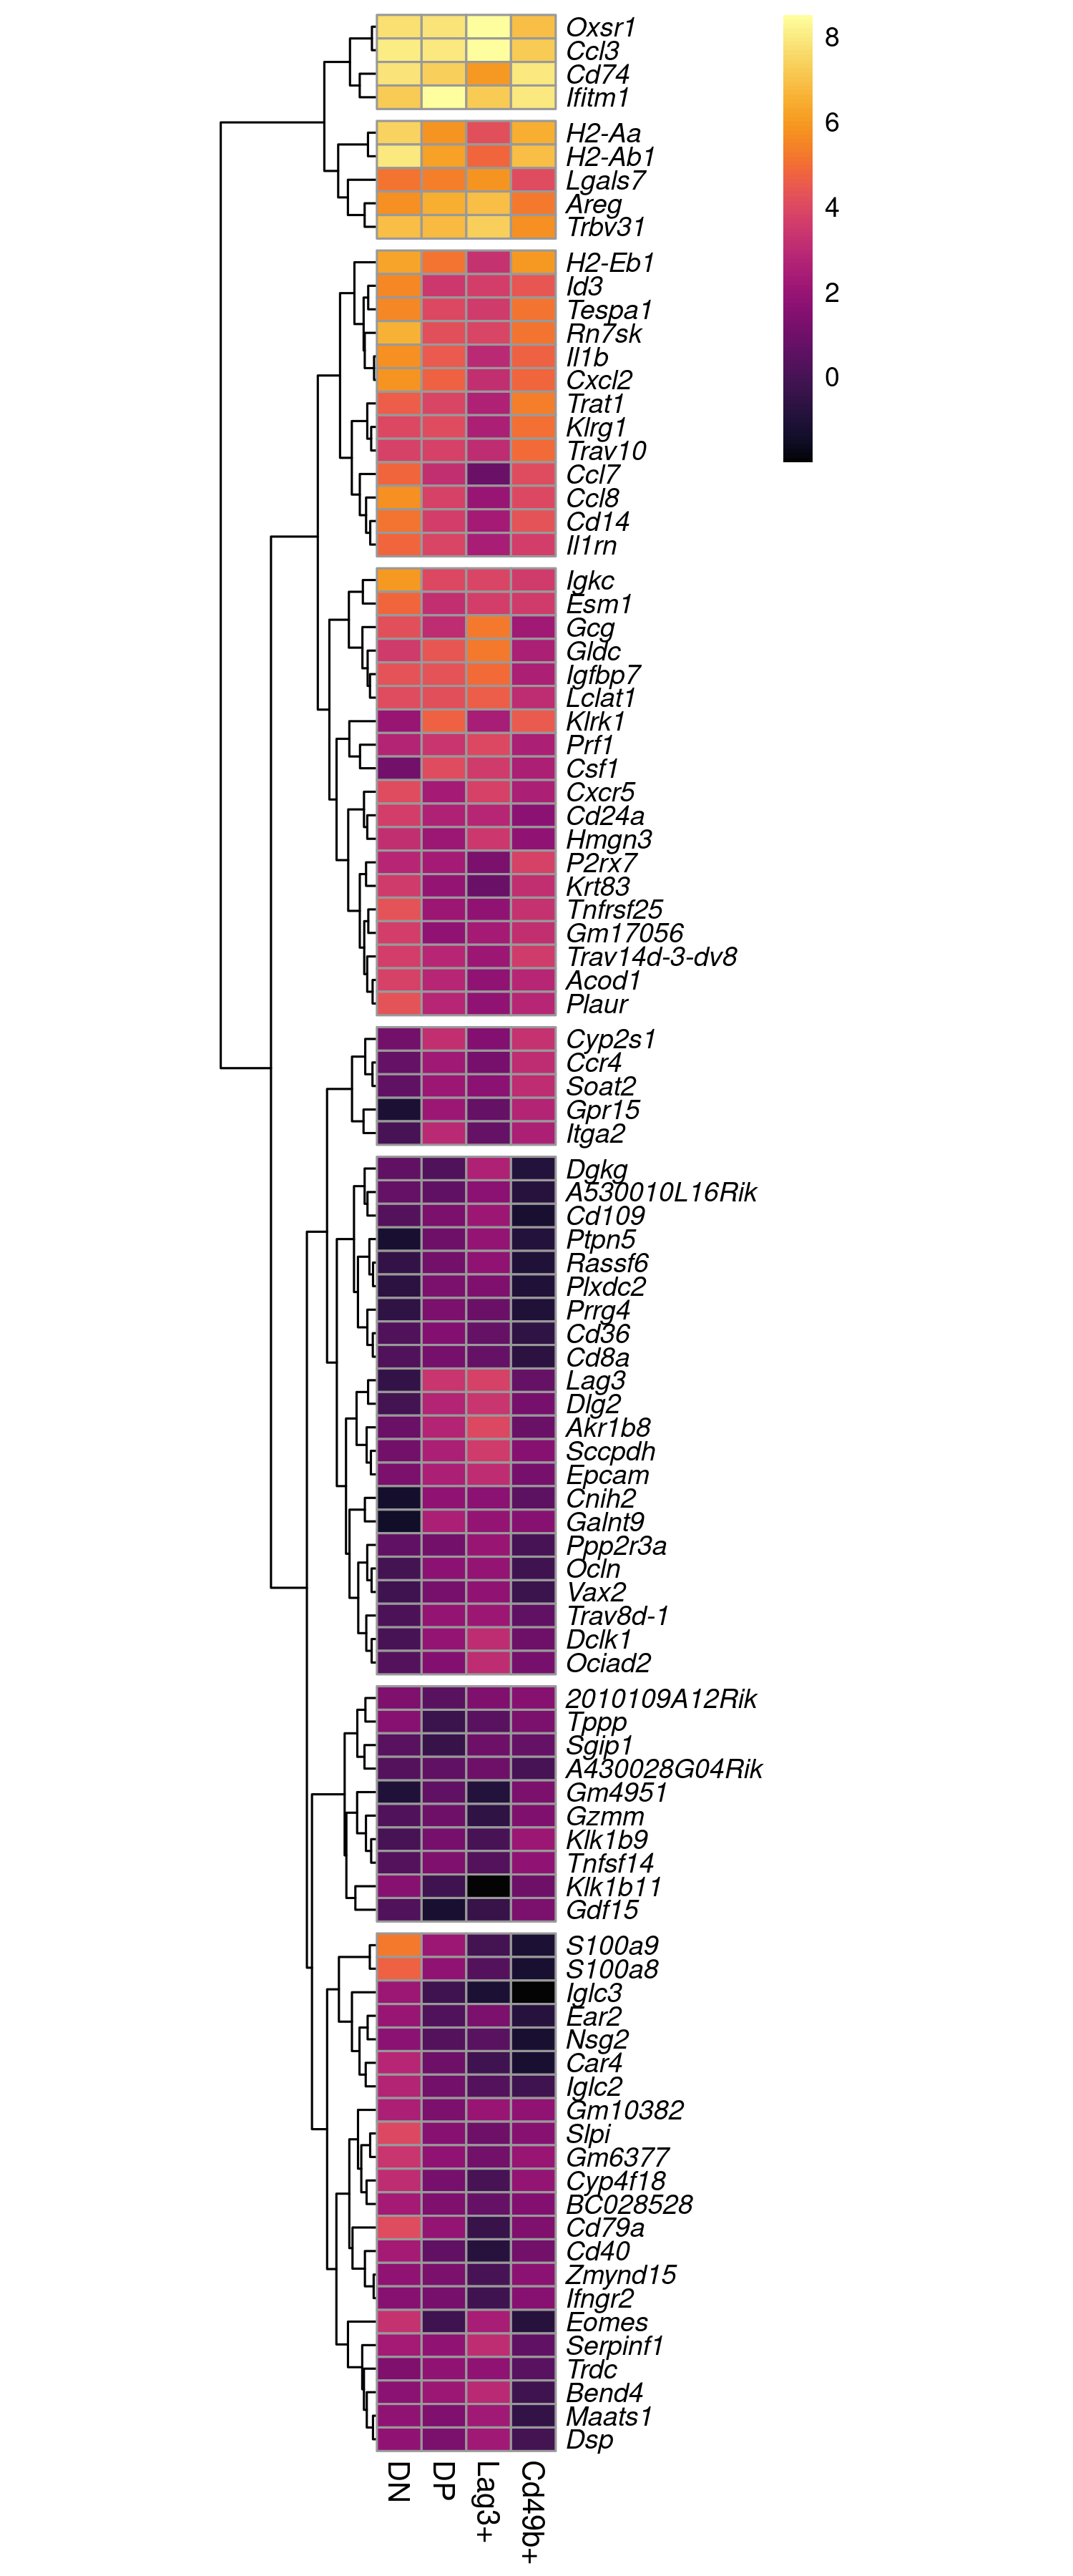 Oxsr1
Ccl3
Cd74
Ifitm1
H2-Aa
H2-Ab1
Lgals7
Areg
Trbv31
H2-Eb1
Id3
Tespa1
Rn7sk
Il1b
Cxcl2
Trat1
Klrg1
Trav10
Ccl7
Ccl8
Cd14
Il1rn
Igkc
Esm1
Gcg
Gldc
Igfbp7
Lclat1
Klrk1
Prf1
Csf1
Cxcr5
Cd24a
Hmgn3
P2rx7
Krt83
Tnfrsf25
Gm17056
Trav14d-3-dv8
Acod1
Plaur
Cyp2s1
Ccr4
Soat2
Gpr15
Itga2
Dgkg
A530010L16Rik
Cd109
Ptpn5
Rassf6
Plxdc2
Prrg4
Cd36
Cd8a
Lag3
Dlg2
Akr1b8
Sccpdh
Epcam
Cnih2
Galnt9
Ppp2r3a
Ocln
Vax2
Trav8d-1
Dclk1
Ociad2
2010109A12Rik
Tppp
Sgip1
A430028G04Rik
Gm4951
Gzmm
Klk1b9
Tnfsf14
Klk1b11
Gdf15
S100a9
S100a8
Iglc3
Ear2
Nsg2
Car4
Iglc2
Gm10382
Slpi
Gm6377
Cyp4f18
BC028528
Cd79a
Cd40
Zmynd15
Ifngr2
Eomes
Serpinf1
Trdc
Bend4
Maats1
Dsp
DN
DP
Lag3+
Cd49b+
8
6
4
2
0